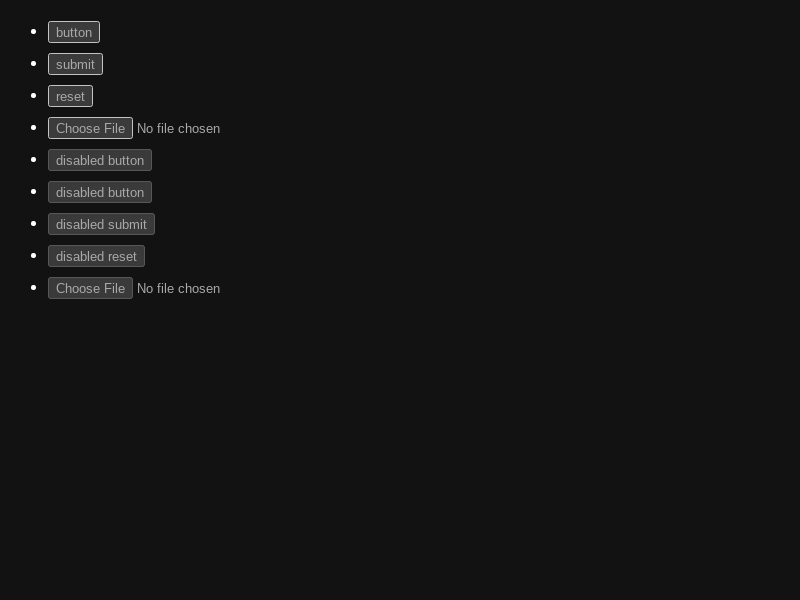 button
submit
reset
Choose File No file chosen
disabled button
disabled button
disabled submit
disabled reset
Choose File No file chosen